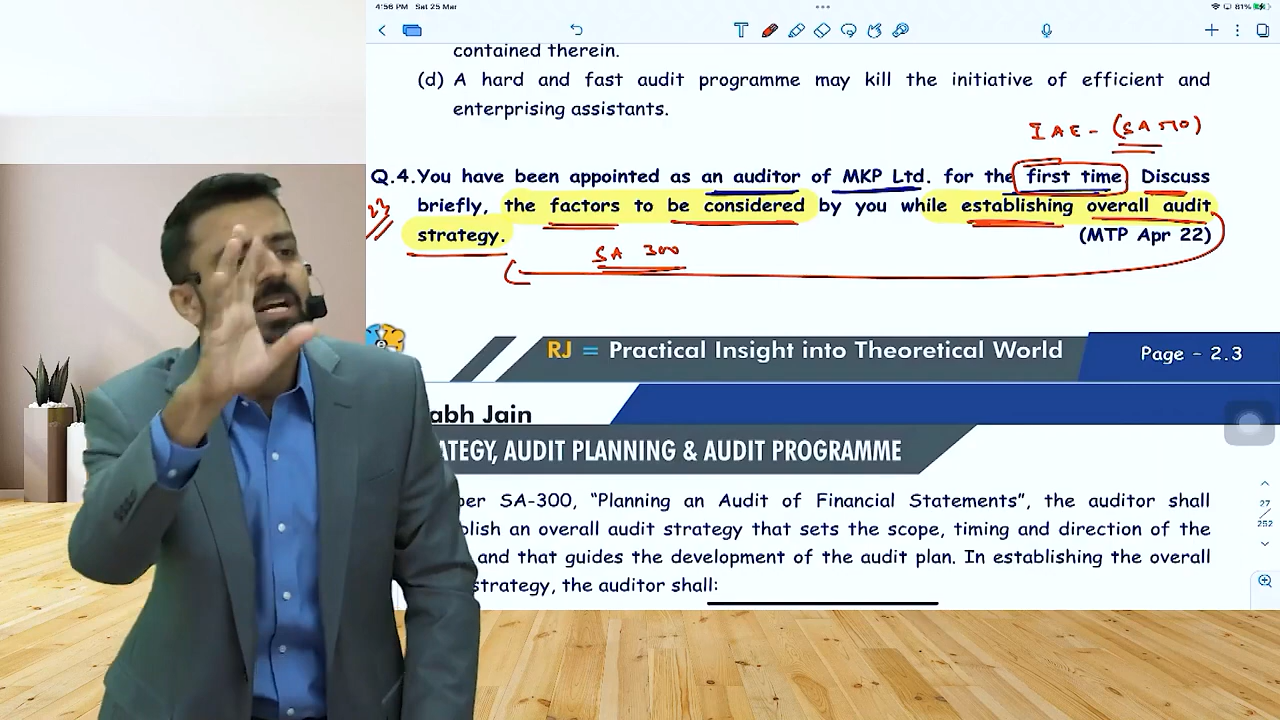 4:56 PM Sat 25 Mar
81%
contained therein.
(d) A hard and fast audit programme may kill the initiative of efficient and
enterprising assistants.
IAE - (SA 510)
Q.4. You have been appointed as an auditor of MKP Ltd. for the first time Discuss
briefly, the factors to be considered by you while establishing overall audit
strategy.
(MTP Apr 22)
SA 300
RJ = Practical Insight into Theoretical World
Page - 2.3
abh Jain
ATEGY, AUDIT PLANNING & AUDIT PROGRAMME
per SA-300, “Planning an Audit of Financial Statements”, the auditor shall
blish an overall audit strategy that sets the scope, timing and direction of the
and that guides the development of the audit plan. In establishing the overall
strategy, the auditor shall:
27
252